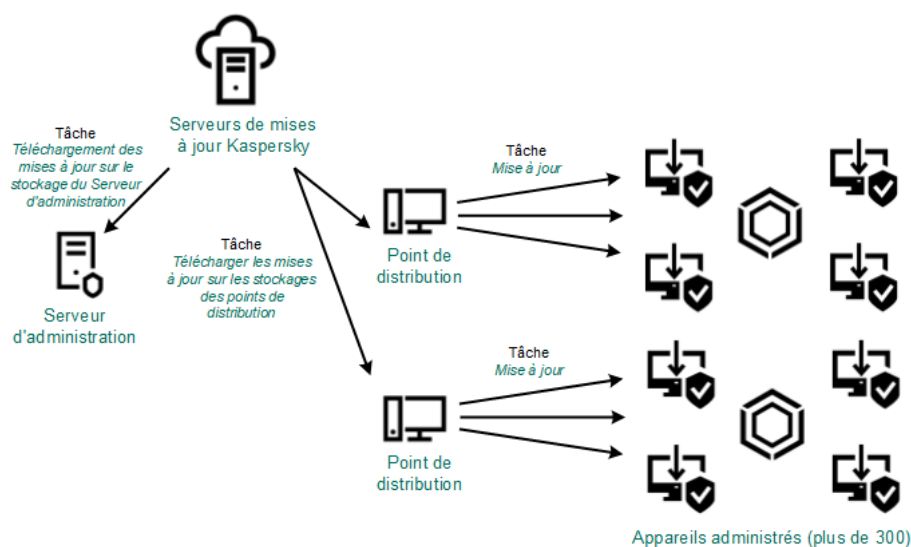 Serveurs de mises
à jour Kaspersky
Tâche
Téléchargement des
mises à jour sur le
stockage du Serveur
d'administration
Serveur
d'administration
Tâche
Télécharger les mises
à jour sur les stockages
des points de
distribution
Tâche
Mise à jour
Point de
distribution
Tâche
Mise à jour
Point de
distribution
Appareils administrés (plus de 300)